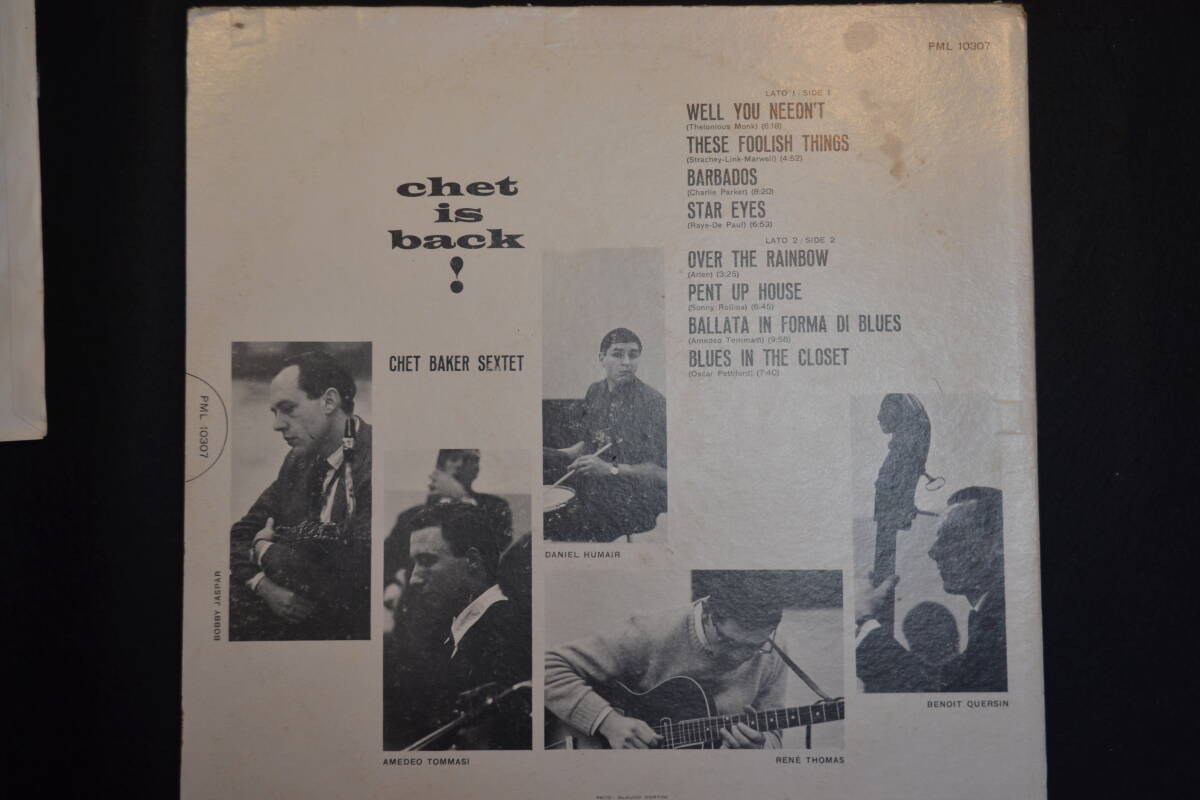 PML 10307
LATO 1 / SIDE 1
WELL YOU NEEDN'T
(Thelonious Monk) (6:18)
THESE FOOLISH THINGS
(Strachey-Link-Marwell) (4:52)
BARBADOS
(Charlie Parker) (8:20)
STAR EYES
(Raye-De Paul) (6:53)
LATO 2 / SIDE 2
OVER THE RAINBOW
(Arlen) (3:25)
PENT UP HOUSE
(Sonny Rollins) (6:45)
BALLATA IN FORMA DI BLUES
(Amedeo Tommasi) (9:58)
BLUES IN THE CLOSET
(Oscar Pettiford) (7:40)
chet
is
back
!
CHET BAKER SEXTET
PML 10307
BOBBY JASPAR
AMEDEO TOMMASI
DANIEL HUMAIR
RENÉ THOMAS
BENOIT QUERSIN